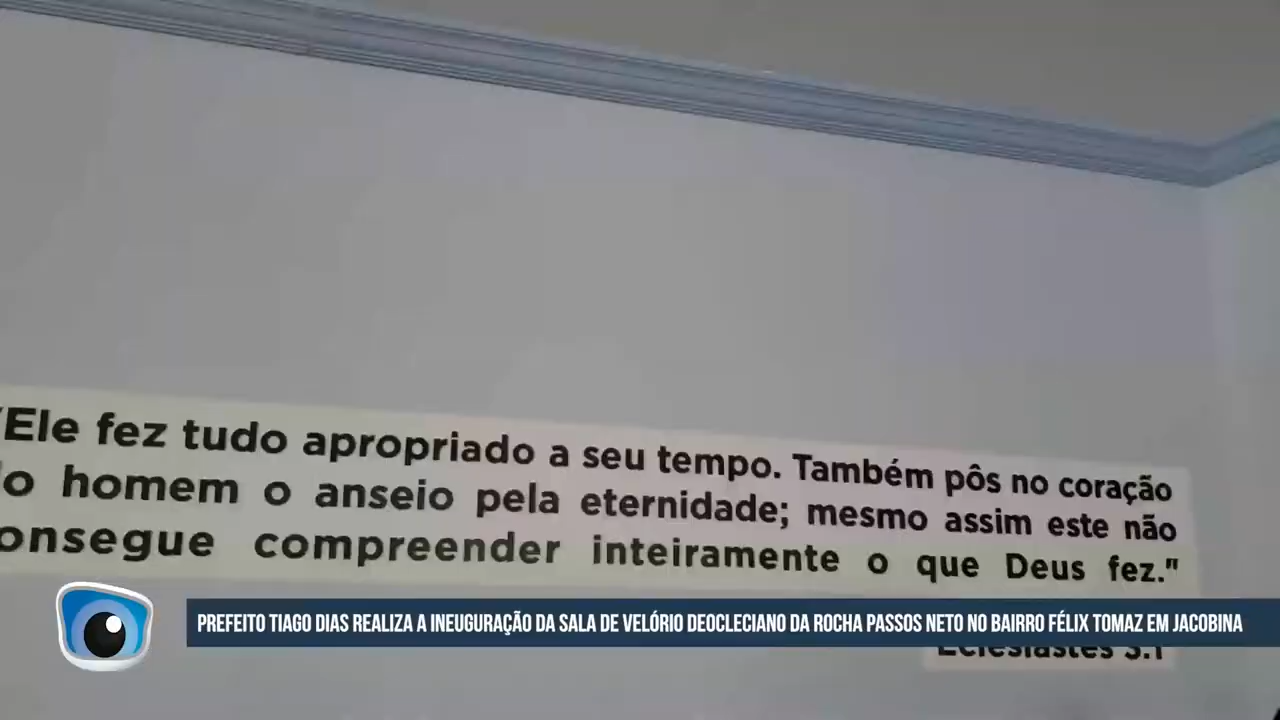 "Ele fez tudo apropriado a seu tempo. Também pôs no coração
do homem o anseio pela eternidade; mesmo assim este não
onsegue compreender inteiramente o que Deus fez."
PREFEITO TIAGO DIAS REALIZA A INEUGURAÇÃO DA SALA DE VELÓRIO DEOCLECIANO DA ROCHA PASSOS NETO NO BAIRRO FÉLIX TOMAZ EM JACOBINA
Eclesiastes 3:1